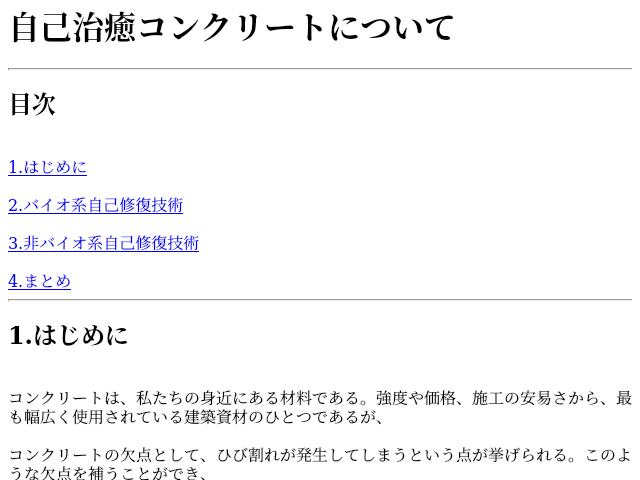 自己治癒コンクリートについて
目次
1.はじめに
2.バイオ系自己修復技術
3.非バイオ系自己修復技術
4.まとめ
1.はじめに
コンクリートは、私たちの身近にある材料である。強度や価格、施工の安易さから、最
も幅広く使用されている建築資材のひとつであるが、
コンクリートの欠点として、ひび割れが発生してしまうという点が挙げられる。このよ
うな欠点を補うことができ、